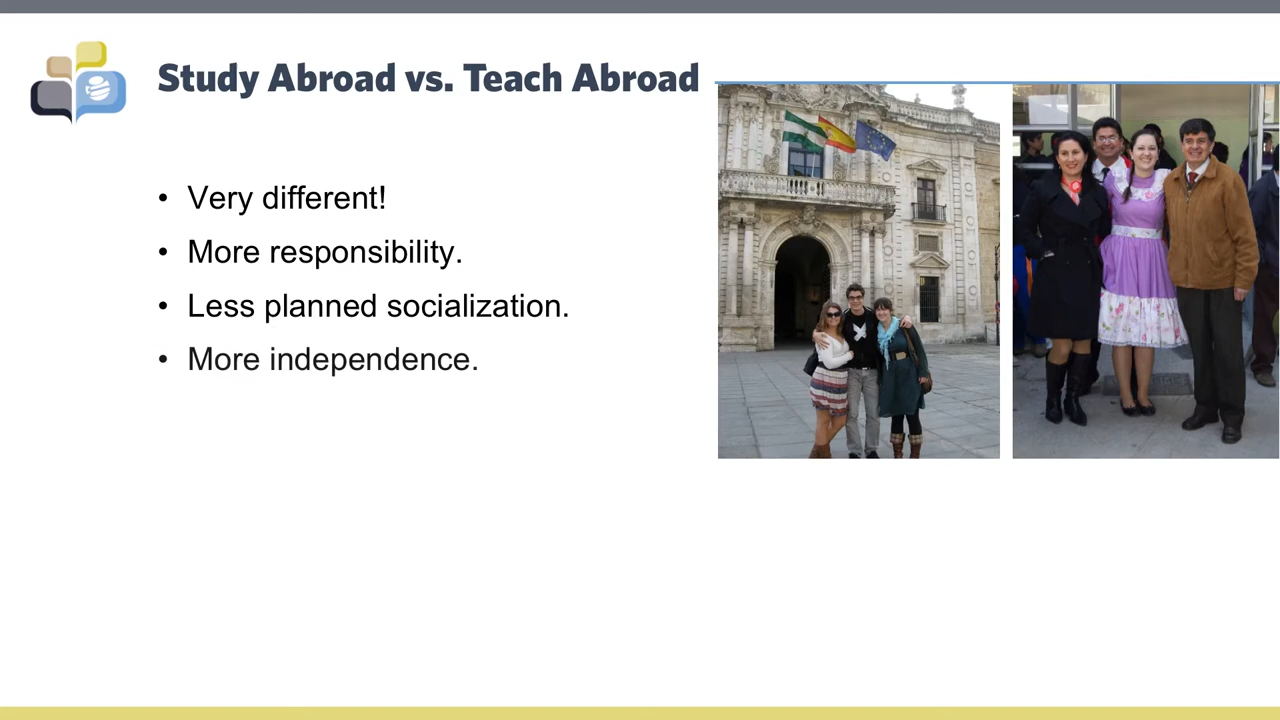 Study Abroad vs. Teach Abroad
• Very different!
• More responsibility.
• Less planned socialization.
• More independence.